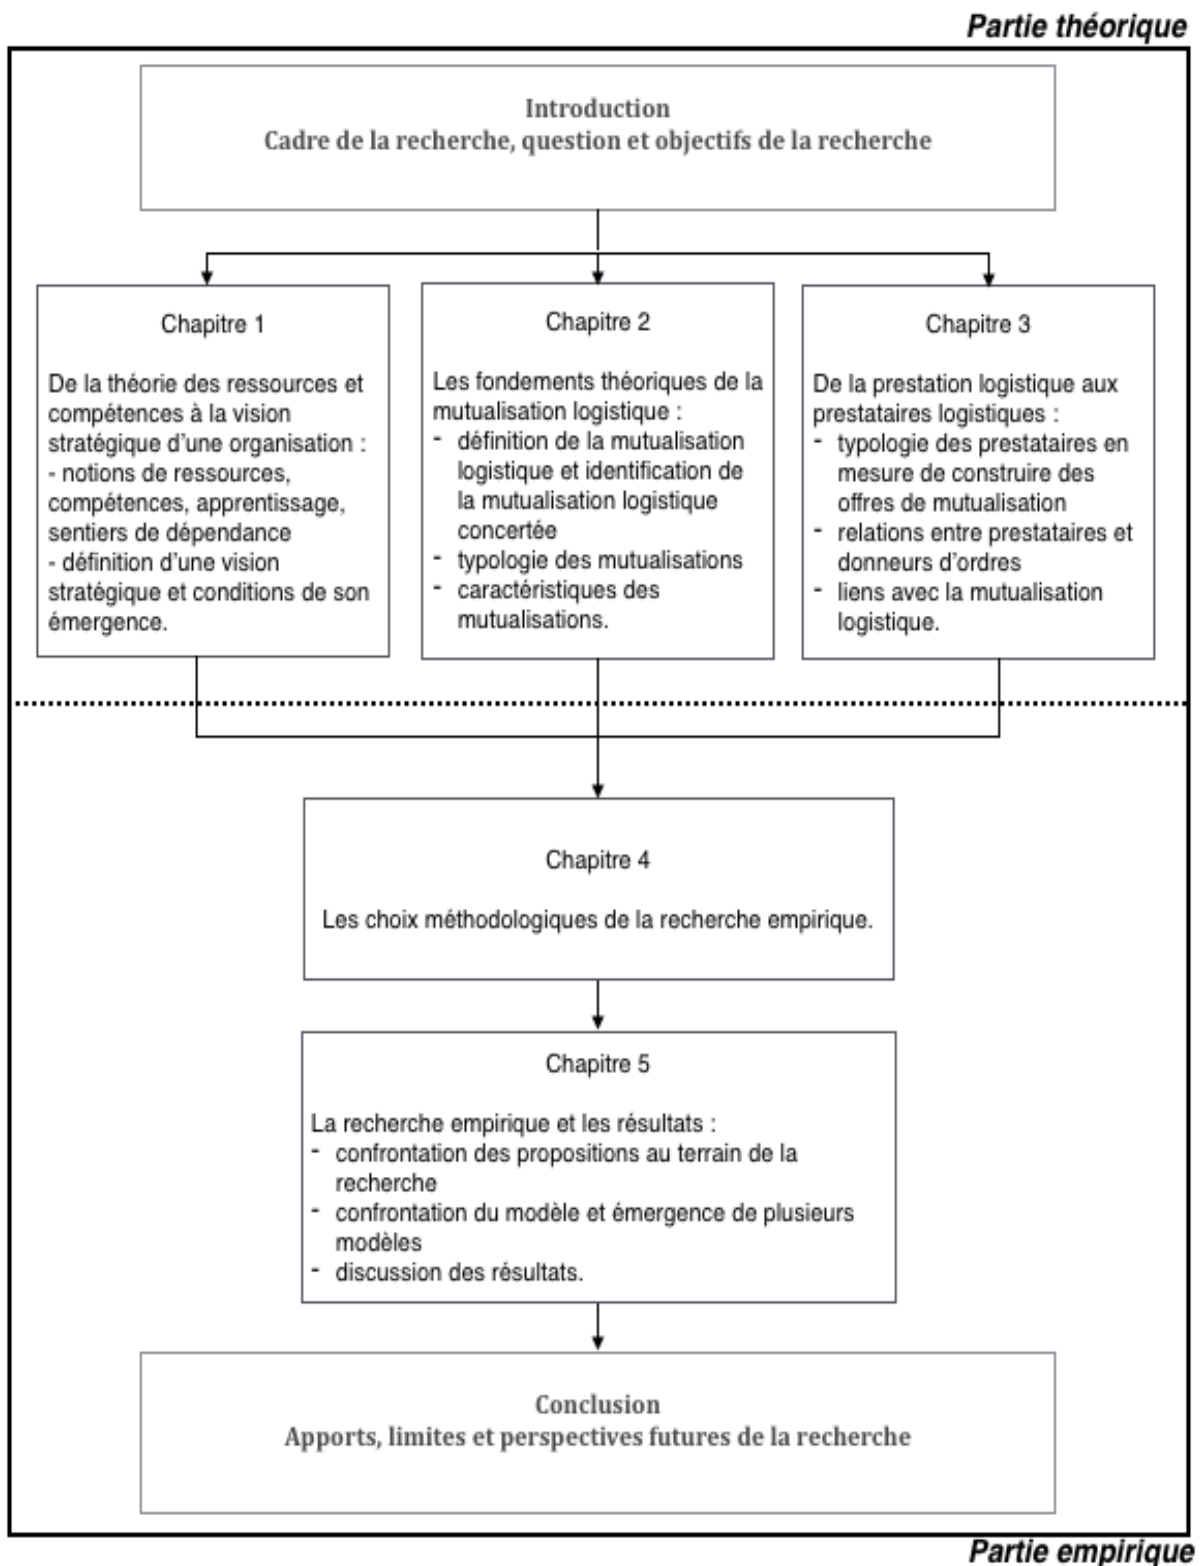 Partie théorique
Introduction
Cadre de la recherche, question et objectifs de la recherche
Chapitre 1
De la théorie des ressources et
compétences à la vision
stratégique d'une organisation :
- notions de ressources,
compétences, apprentissage,
sentiers de dépendance
- définition d'une vision
stratégique et conditions de son
émergence.
Chapitre 2
Les fondements théoriques de la
mutualisation logistique :
- définition de la mutualisation
logistique et identification de
la mutualisation logistique
concertée
- typologie des mutualisations
- caractéristiques des
mutualisations.
Chapitre 3
De la prestation logistique aux
prestataires logistiques :
- typologie des prestataires en
mesure de construire des
offres de mutualisation
- relations entre prestataires et
donneurs d'ordres
- liens avec la mutualisation
logistique.
Chapitre 4
Les choix méthodologiques de la recherche empirique.
Chapitre 5
La recherche empirique et les résultats :
- confrontation des propositions au terrain de la
recherche
- confrontation du modèle et émergence de plusieurs
modèles
- discussion des résultats.
Conclusion
Apports, limites et perspectives futures de la recherche
Partie empirique